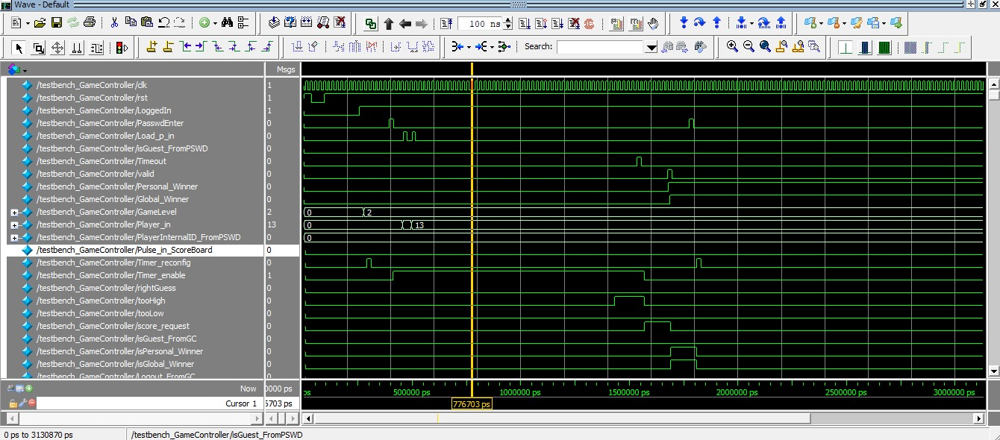 Wave - Default
100 ns
Search:
Msgs
/testbench_GameController/clk 1
/testbench_GameController/rst 1
/testbench_GameController/LoggedIn 1
/testbench_GameController/PasswdEnter 0
/testbench_GameController/Load_p_in 0
/testbench_GameController/isGuest_FromPSWD 0
/testbench_GameController/Timeout 0
/testbench_GameController/valid 0
/testbench_GameController/Personal_Winner 0
/testbench_GameController/Global_Winner 0
/testbench_GameController/GameLevel 2 0 2
/testbench_GameController/Player_in 13 0 13
/testbench_GameController/PlayerInternalID_FromPSWD 0 0
/testbench_GameController/Pulse_in_ScoreBoard 0
/testbench_GameController/Timer_reconfig 0
/testbench_GameController/Timer_enable 1
/testbench_GameController/rightGuess 0
/testbench_GameController/tooHigh 0
/testbench_GameController/tooLow 0
/testbench_GameController/score_request 0
/testbench_GameController/isGuest_FromGC 0
/testbench_GameController/isPersonal_Winner 0
/testbench_GameController/isGlobal_Winner 0
/testbench_GameController/Logout_FromGC 0
Now 0000 ps ps 500000 ps 1000000 ps 1500000 ps 2000000 ps 2500000 ps 3000000 ps
Cursor 1 6703 ps 776703 ps
0 ps to 3130870 ps /testbench_GameController/isGuest_FromPSWD